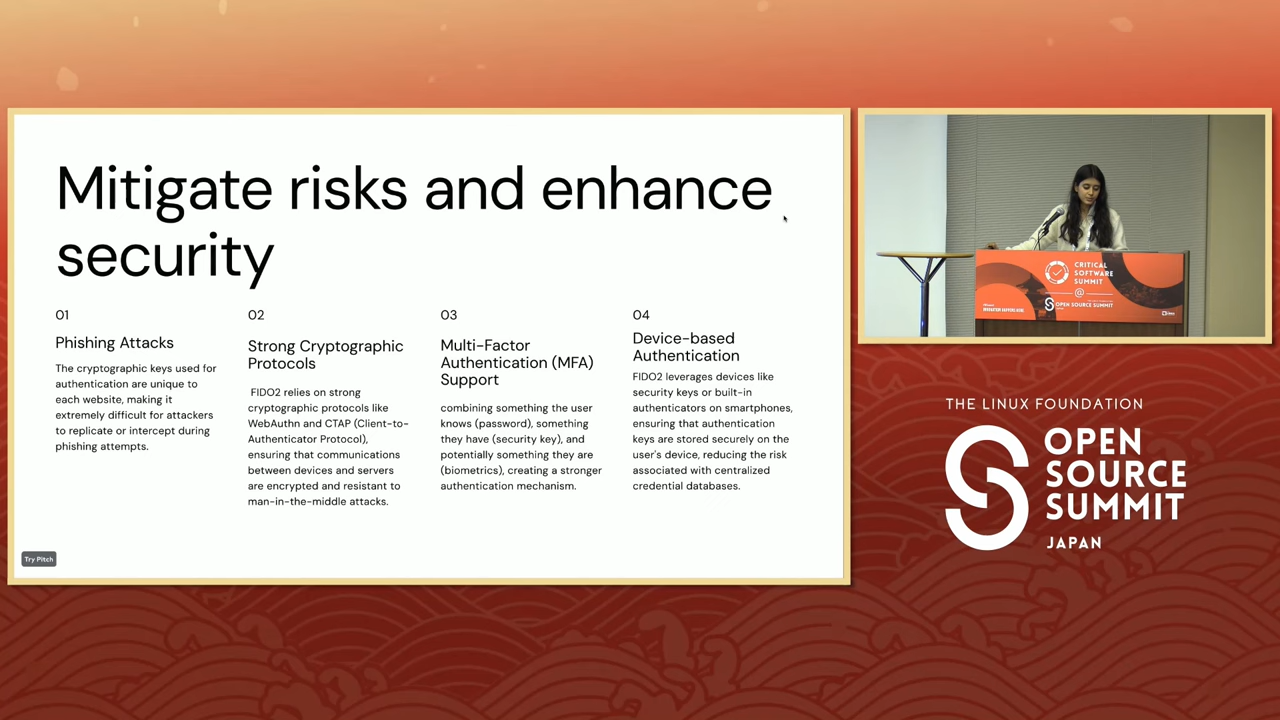 Mitigate risks and enhance
security
01
Phishing Attacks
The cryptographic keys used for
authentication are unique to
each website, making it
extremely difficult for attackers
to replicate or intercept during
phishing attempts.
02
Strong Cryptographic
Protocols
FIDO2 relies on strong
cryptographic protocols like
WebAuthn and CTAP (Client-to-
Authenticator Protocol),
ensuring that communications
between devices and servers
are encrypted and resistant to
man-in-the-middle attacks.
03
Multi-Factor
Authentication (MFA)
Support
combining something the user
knows (password), something
they have (security key), and
potentially something they are
(biometrics), creating a stronger
authentication mechanism.
04
Device-based
Authentication
FIDO2 leverages devices like
security keys or built-in
authenticators on smartphones,
ensuring that authentication
keys are stored securely on the
user's device, reducing the risk
associated with centralized
credential databases.
Try Pitch
CRITICAL
SOFTWARE
SUMMIT
@
OPEN SOURCE SUMMIT
THE LINUX FOUNDATION
OPEN
SOURCE
SUMMIT
JAPAN